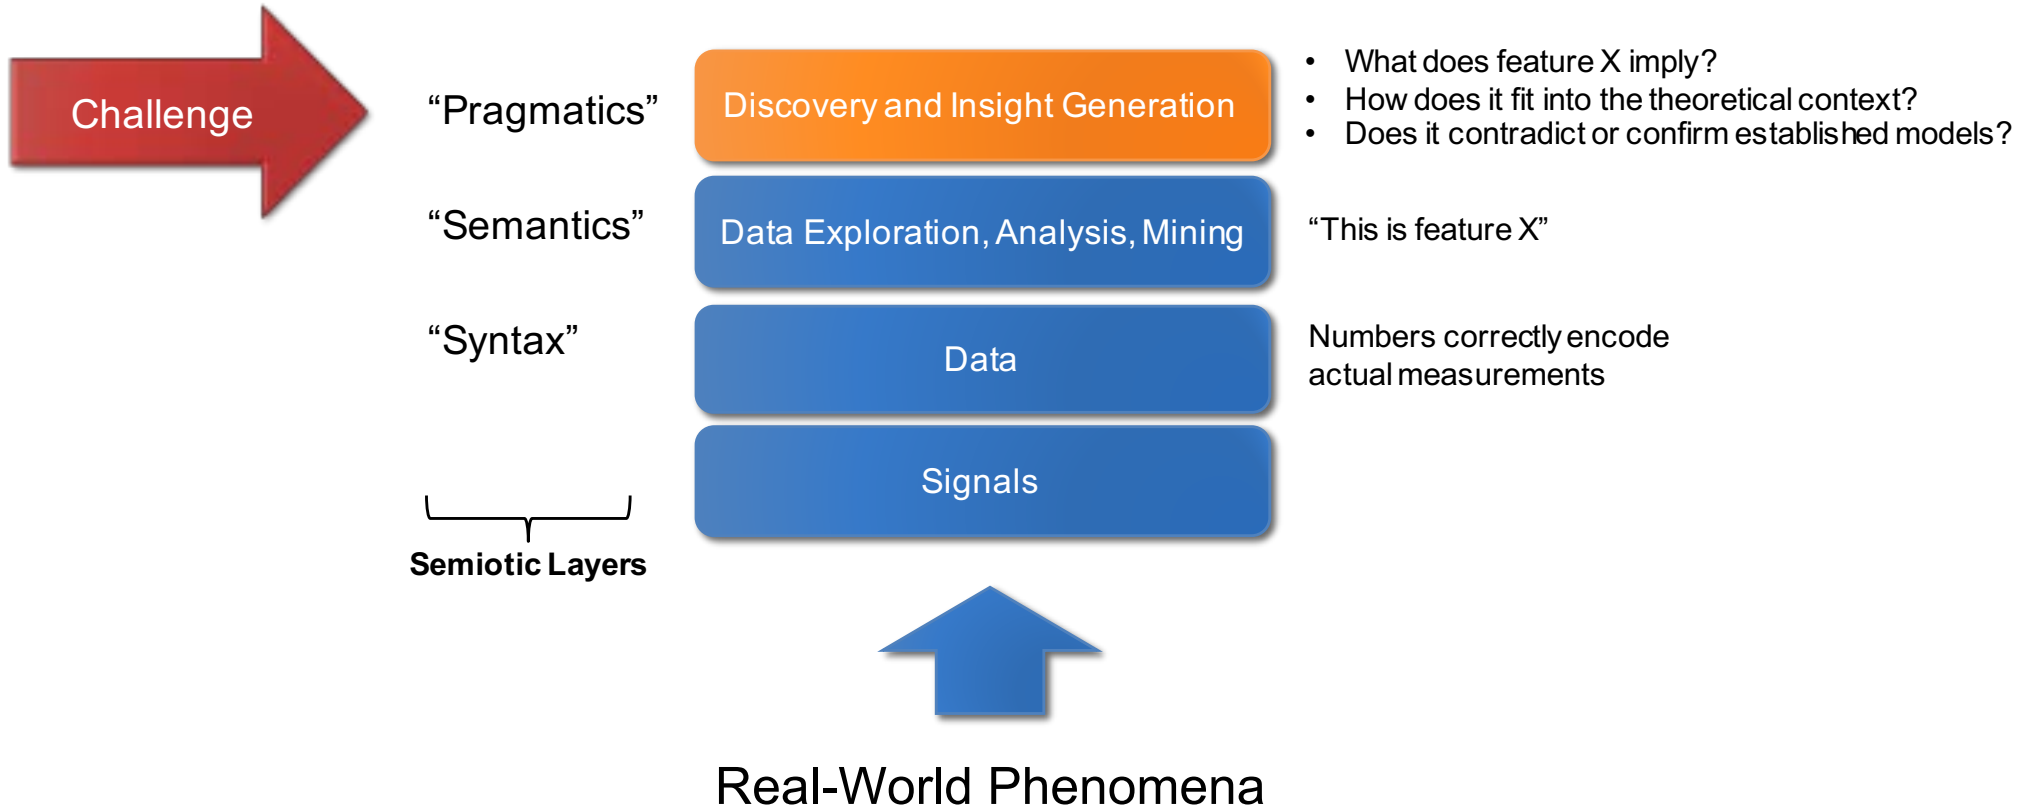 Challenge
“Pragmatics”
Discovery and Insight Generation
• What does feature X imply?
• How does it fit into the theoretical context?
• Does it contradict or confirm established models?
“Semantics”
Data Exploration, Analysis, Mining
“This is feature X”
“Syntax”
Data
Numbers correctly encode
actual measurements
Signals
Semiotic Layers
Real-World Phenomena